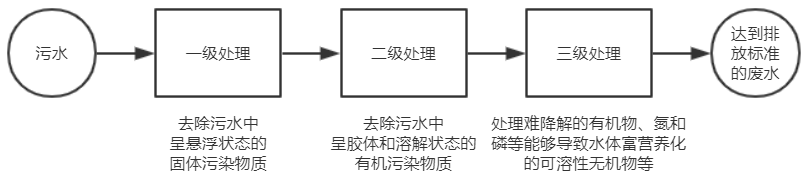 污水
一级处理
二级处理
三级处理
达到排
放标准
的废水
去除污水中
呈悬浮状态的
固体污染物质
去除污水中
呈胶体和溶解状态的
有机污染物质
处理难降解的有机物、氮和
磷等能够导致水体富营养化
的可溶性无机物等